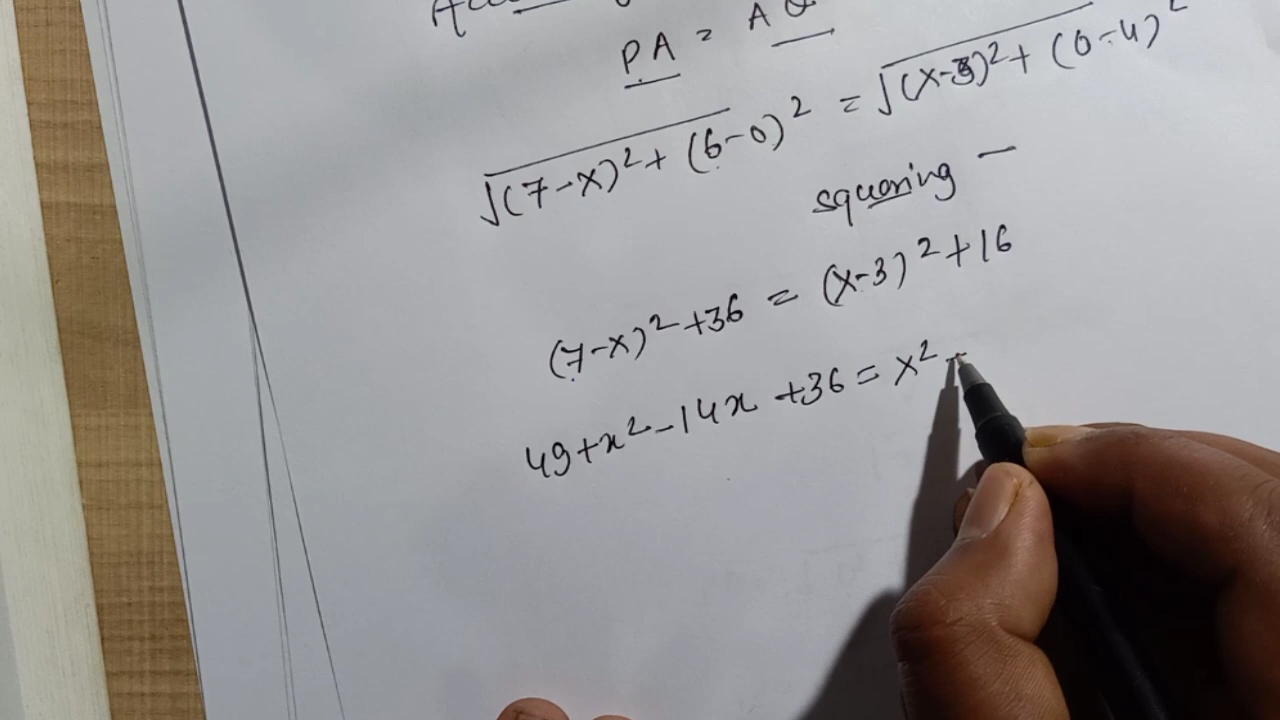 PA = AQ
√(7-x)² + (6-0)² = √(x-3)² + (0-4)²
squaring -
(7-x)² + 36 = (x-3)² + 16
49 + x² - 14x + 36 = x² -